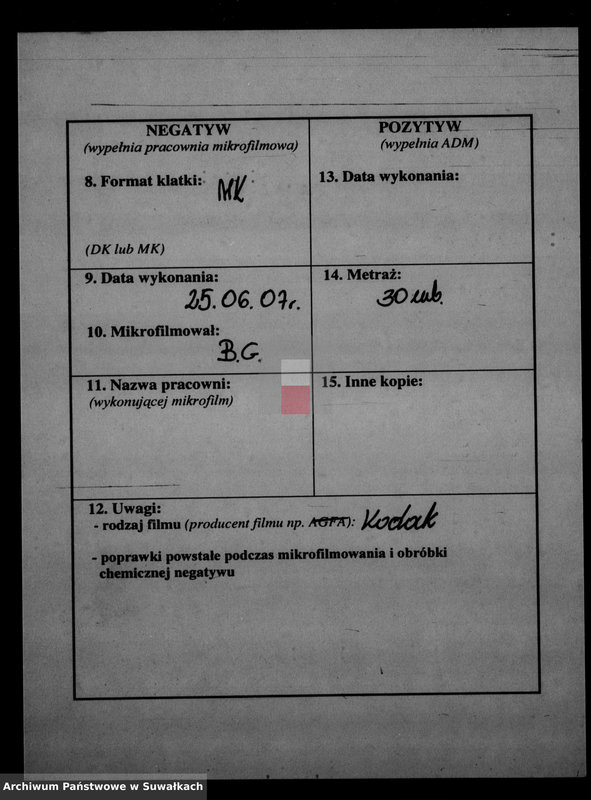 NEGATYW
(wypełnia pracownia mikrofilmowa)
8. Format klatki: MK
(DK lub MK)
9. Data wykonania:
25.06.07r.
10. Mikrofilmował:
B.G.
11. Nazwa pracowni:
(wykonującej mikrofilm)
POZYTYW
(wypełnia ADM)
13. Data wykonania:
14. Metraż:
30 mb.
15. Inne kopie:
12. Uwagi:
- rodzaj filmu (producent filmu np. AGFA): Kodak
- poprawki powstałe podczas mikrofilmowania i obróbki
chemicznej negatywu
Archiwum Państwowe w Suwałkach